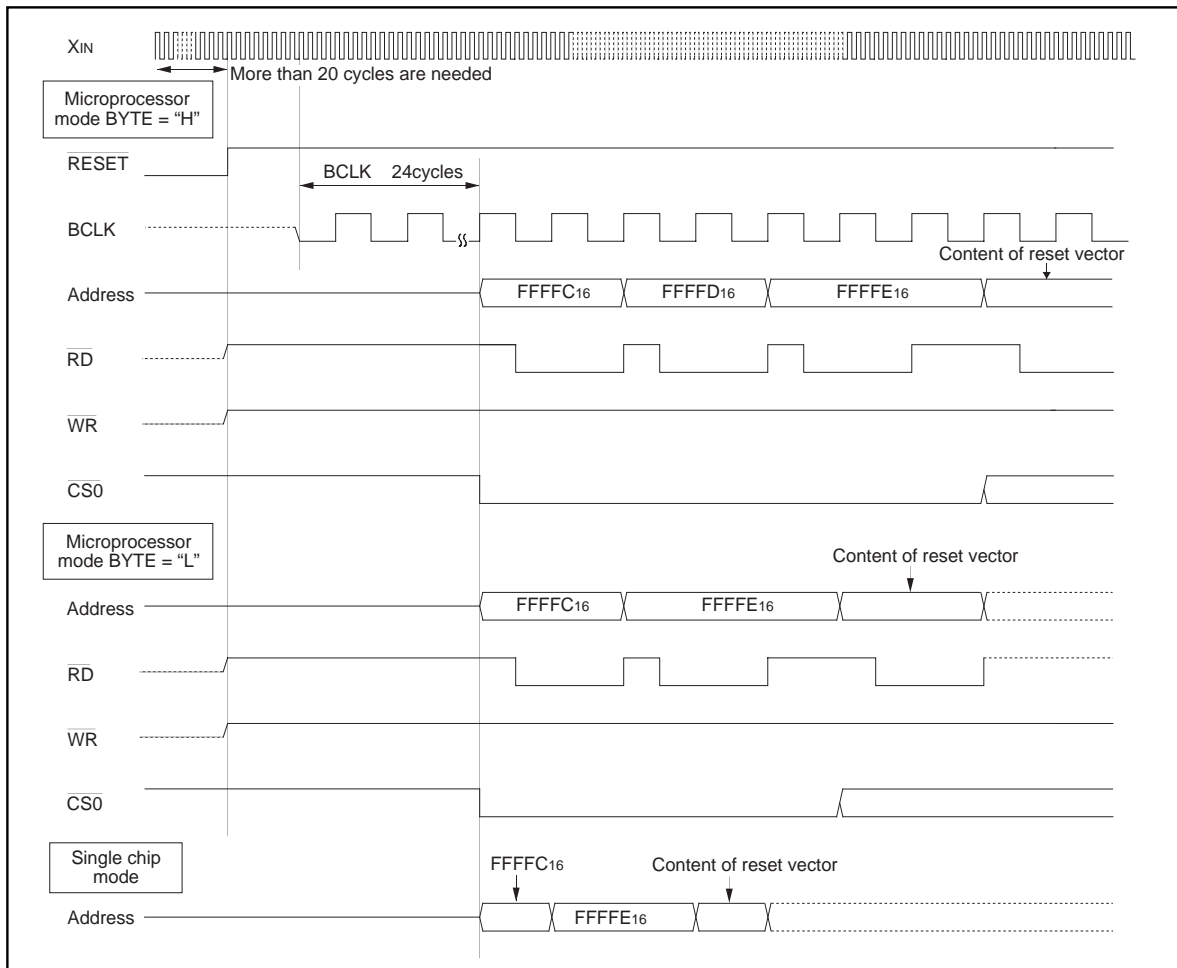 XIN
More than 20 cycles are needed
Microprocessor
mode BYTE = “H”
RESET
BCLK 24cycles
BCLK
Content of reset vector
Address
FFFFC16
FFFFD16
FFFFE16
RD
WR
CS0
Microprocessor
mode BYTE = “L”
Content of reset vector
Address
FFFFC16
FFFFE16
RD
WR
CS0
Single chip
mode
FFFFC16
Content of reset vector
Address
FFFFE16